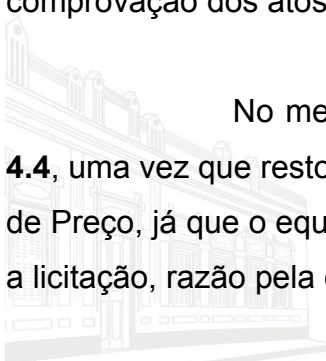 comprovação dos atos
No me
4.4, uma vez que resto
de Preço, já que o equ
a licitação, razão pela